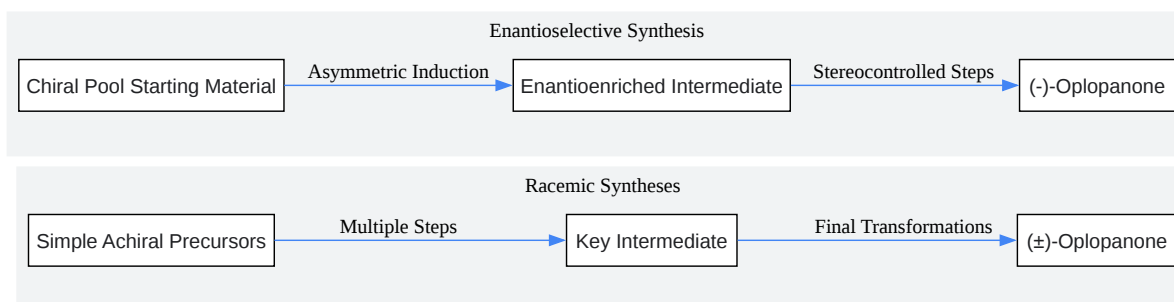 Enantioselective Synthesis
Chiral Pool Starting Material
Asymmetric Induction
Enantioenriched Intermediate
Stereocontrolled Steps
(-)-Oplopanone
Racemic Syntheses
Simple Achiral Precursors
Multiple Steps
Key Intermediate
Final Transformations
(±)-Oplopanone